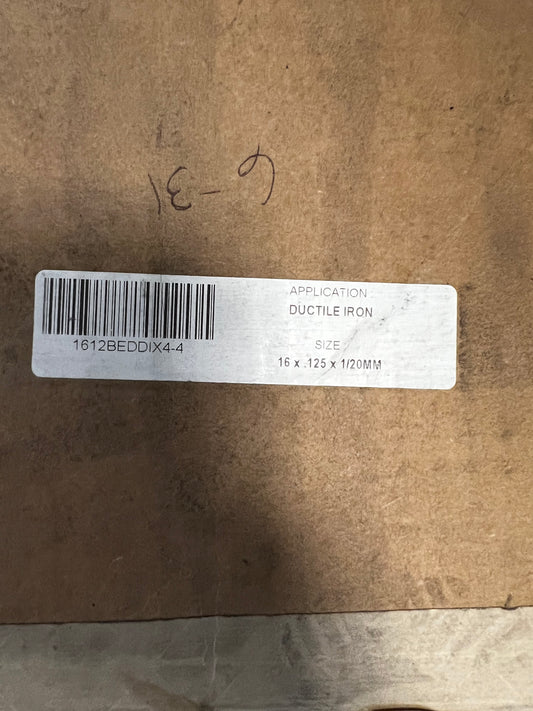 6-31
1612BEDDIX4-4
APPLICATION :
DUCTILE IRON
SIZE :
16 x .125 x 1/20MM